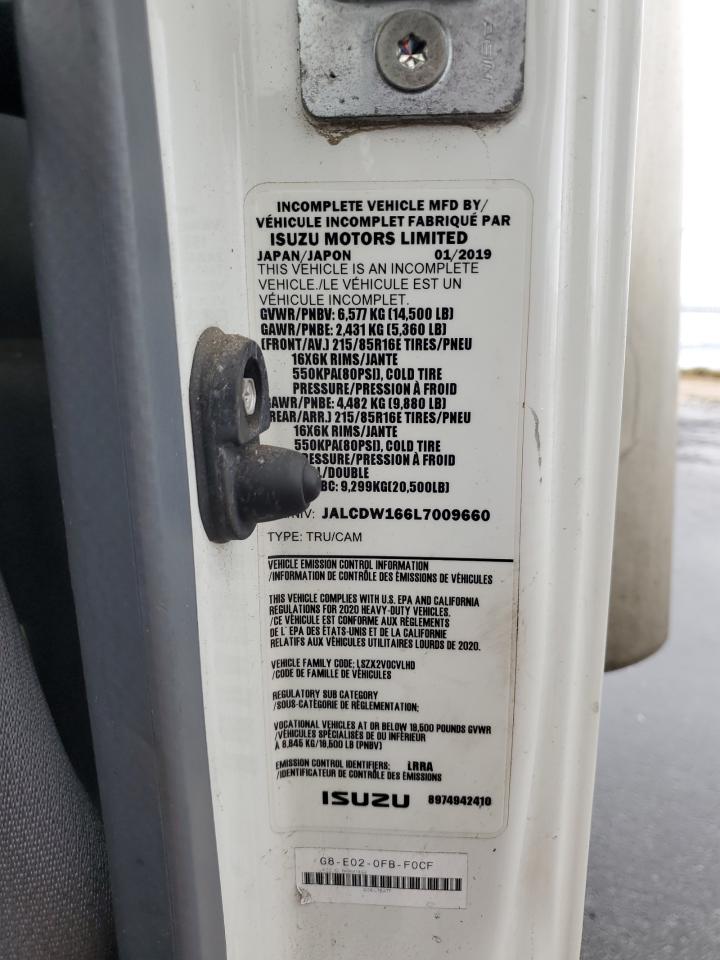 INCOMPLETE VEHICLE MFD BY/
VÉHICULE INCOMPLET FABRIQUÉ PAR
ISUZU MOTORS LIMITED
JAPAN/JAPON 01/2019
THIS VEHICLE IS AN INCOMPLETE
VEHICLE./LE VÉHICULE EST UN
VÉHICULE INCOMPLET.
GVWR/PNBV: 6,577 KG (14,500 LB)
GAWR/PNBE: 2,431 KG (5,360 LB)
(FRONT/AV.) 215/85R16E TIRES/PNEU
16X6K RIMS/JANTE
550KPA(80PSI), COLD TIRE
PRESSURE/PRESSION À FROID
GAWR/PNBE: 4,482 KG (9,880 LB)
REAR/ARR.) 215/85R16E TIRES/PNEU
16X6K RIMS/JANTE
550KPA(80PSI), COLD TIRE
PRESSURE/PRESSION À FROID
/DOUBLE
BC: 9,299KG(20,500LB)
NIV: JALCDW166L7009660
TYPE: TRU/CAM
VEHICLE EMISSION CONTROL INFORMATION
/INFORMATION DE CONTRÔLE DES ÉMISSIONS DE VÉHICULES
THIS VEHICLE COMPLIES WITH U.S. EPA AND CALIFORNIA
REGULATIONS FOR 2020 HEAVY-DUTY VEHICLES.
/CE VÉHICULE EST CONFORME AUX RÈGLEMENTS
DE L' EPA DES ÉTATS-UNIS ET DE LA CALIFORNIE
RELATIFS AUX VÉHICULES UTILITAIRES LOURDS DE 2020.
VEHICLE FAMILY CODE: LSZX2VOCVLHD
/CODE DE FAMILLE DE VÉHICULES
REGULATORY SUB CATEGORY
/SOUS-CATÉGORIE DE RÈGLEMENTATION:
VOCATIONAL VEHICLES AT OR BELOW 19,500 POUNDS GVWR
/VÉHICULES SPÉCIALISÉS DE OU INFÉRIEUR
À 8,845 KG/19,500 LB (PNBV)
EMISSION CONTROL IDENTIFIERS: LRRA
/IDENTIFICATEUR DE CONTRÔLE DES ÉMISSIONS
ISUZU 8974942410
G8-E02-0FB-F0CF